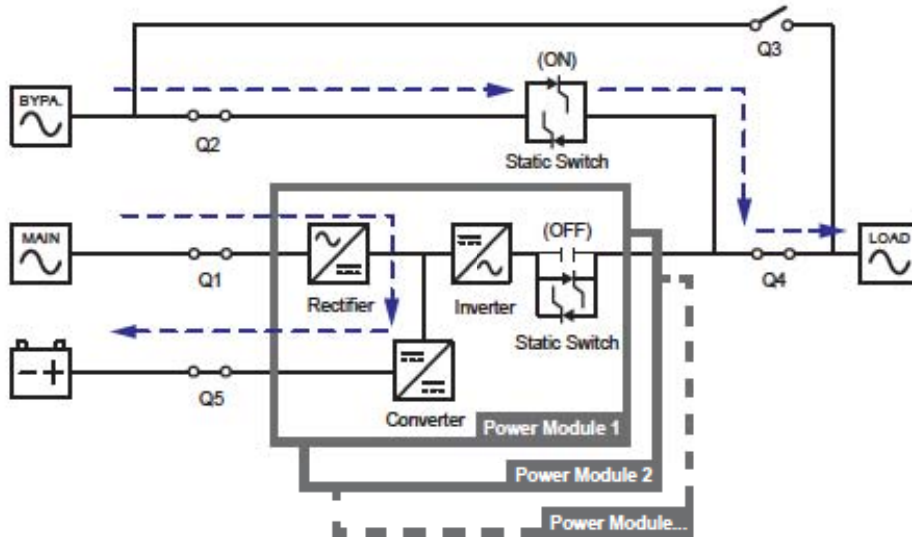 Q3
(ON)
BYPA.
Q2
Static Switch
MAIN
(OFF)
LOAD
Q1
Q4
Rectifier
Inverter
Static Switch
Q5
Converter
Power Module 1
Power Module 2
Power Module...